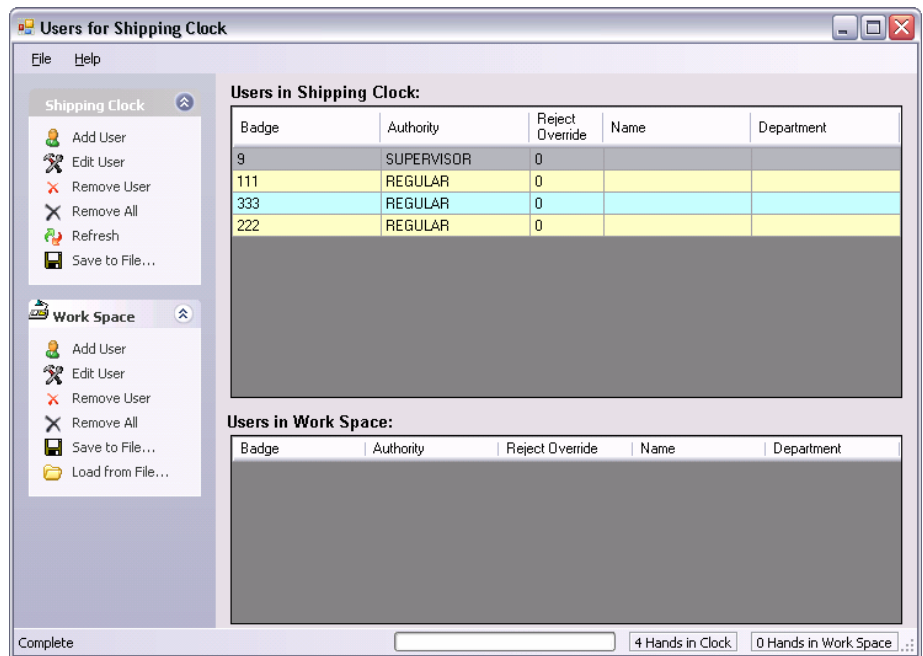 Users for Shipping Clock
File Help
Shipping Clock
Add User
Edit User
Remove User
Remove All
Refresh
Save to File...
Work Space
Add User
Edit User
Remove User
Remove All
Save to File...
Load from File...
Users in Shipping Clock:
Badge Authority Reject Override Name Department
9 SUPERVISOR 0
111 REGULAR 0
333 REGULAR 0
222 REGULAR 0
Users in Work Space:
Badge Authority Reject Override Name Department
Complete 4 Hands in Clock 0 Hands in Work Space